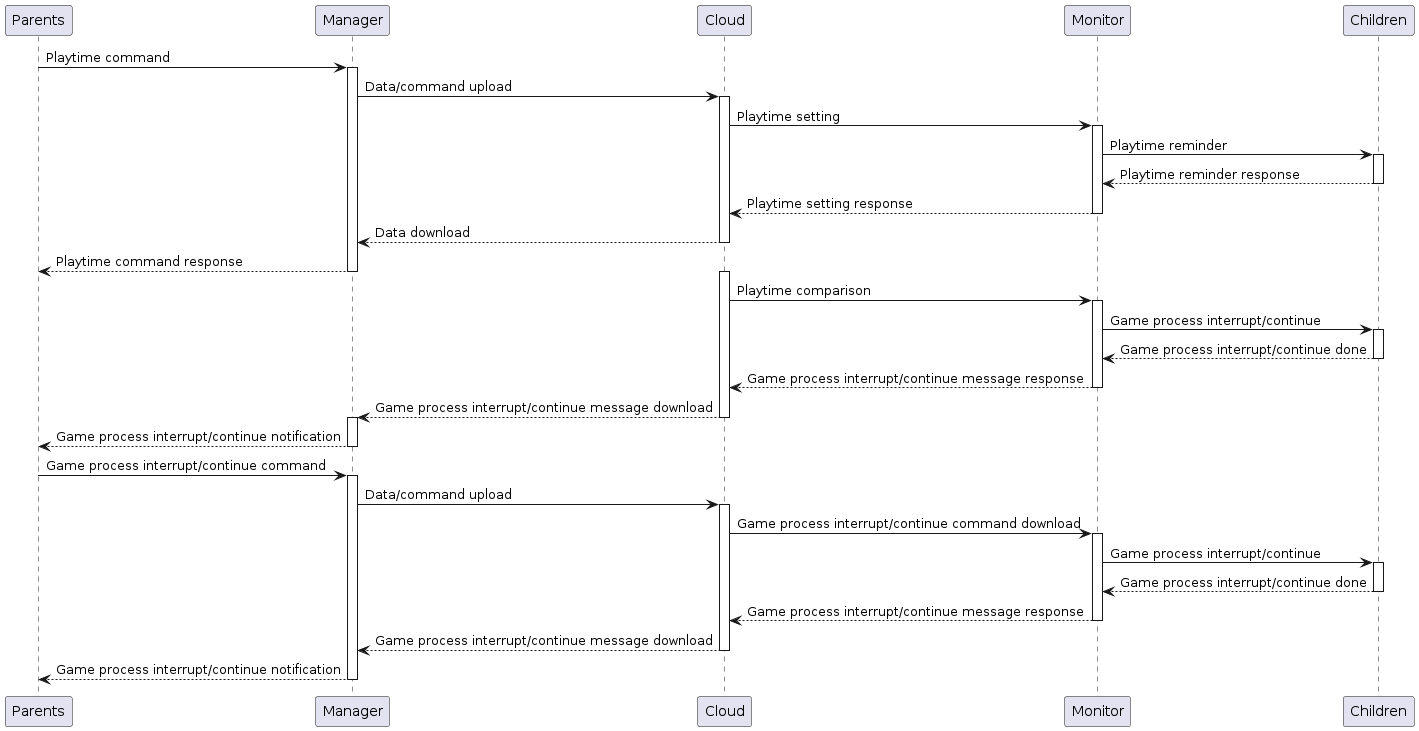 Parents
Manager
Cloud
Monitor
Children
Playtime command
Data/command upload
Playtime setting
Playtime reminder
Playtime reminder response
Playtime setting response
Data download
Playtime command response
Playtime comparison
Game process interrupt/continue
Game process interrupt/continue done
Game process interrupt/continue message response
Game process interrupt/continue message download
Game process interrupt/continue notification
Game process interrupt/continue command
Data/command upload
Game process interrupt/continue command download
Game process interrupt/continue
Game process interrupt/continue done
Game process interrupt/continue message response
Game process interrupt/continue message download
Game process interrupt/continue notification
Parents
Manager
Cloud
Monitor
Children